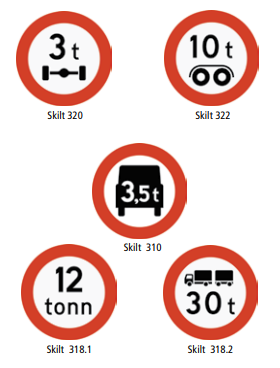 3 t
10 t
Skilt 320
Skilt 322
3,5 t
Skilt 310
12
tonn
30 t
Skilt 318.1
Skilt 318.2